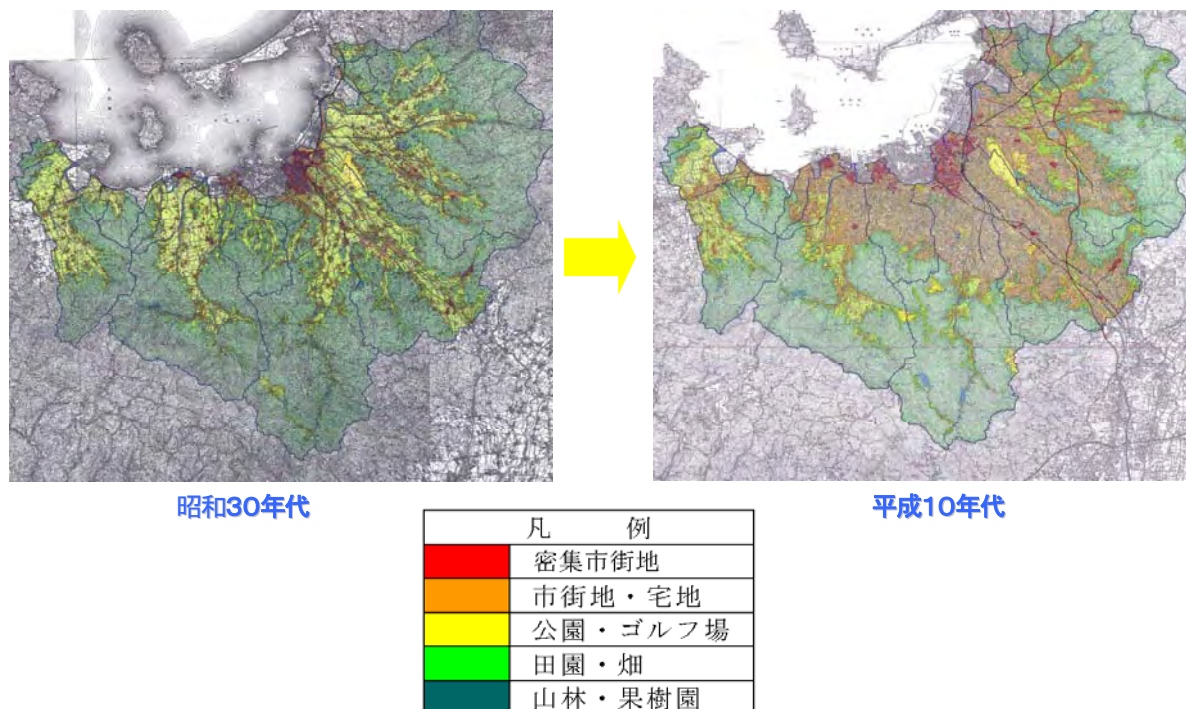 昭和30年代
平成10年代
凡 例
密集市街地
市街地・宅地
公園・ゴルフ場
田園・畑
山林・果樹園